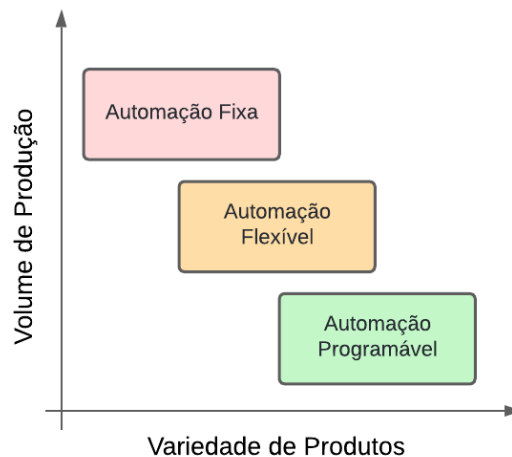 Volume de Produção
Automação Fixa
Automação
Flexível
Automação
Programável
Variedade de Produtos